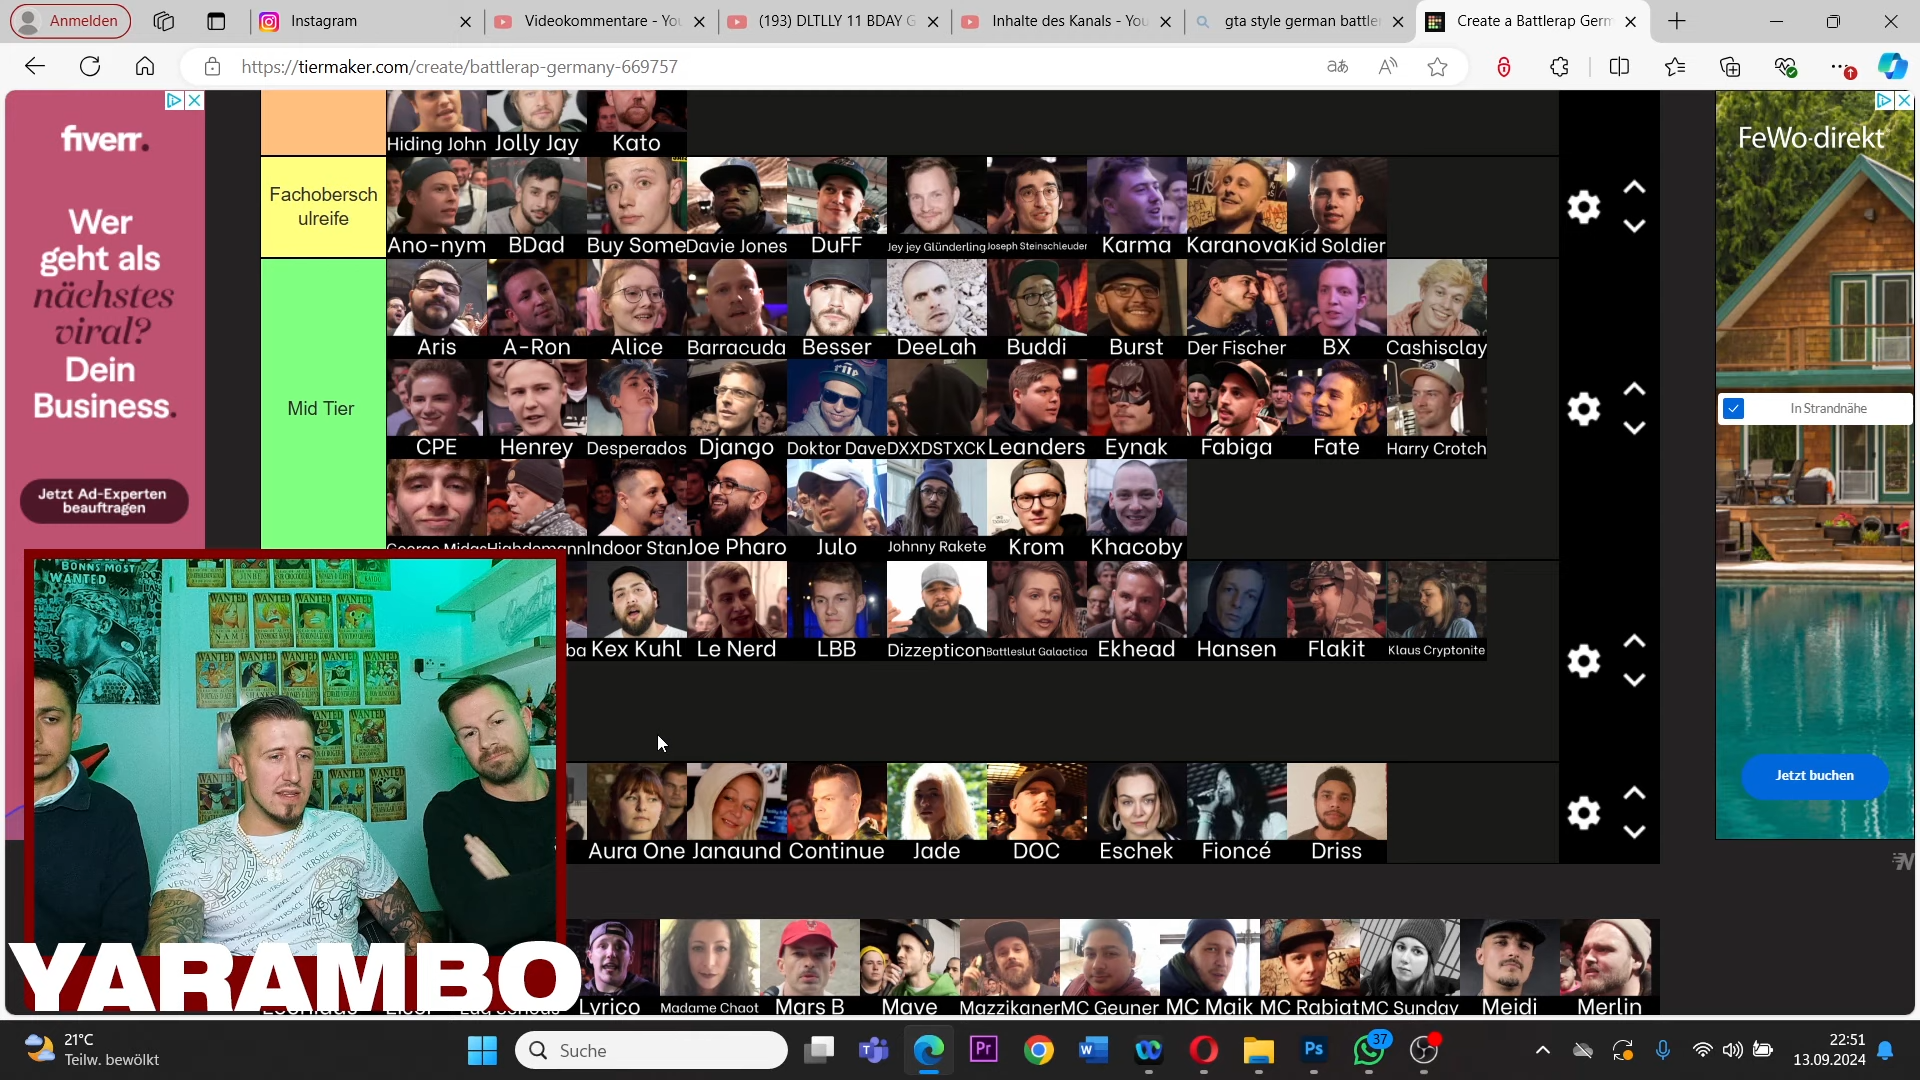 Anmelden
Instagram
Videokommentare - You
(193) DLTLLY 11 BDAY G
Inhalte des Kanals - You
gta style german battler
Create a Battlerap Germ
https://tiermaker.com/create/battlerap-germany-669757
fiverr.
Wer
geht als
nächstes
viral?
Dein
Business.
Jetzt Ad-Experten
beauftragen
FeWo-direkt
In Strandnähe
Jetzt buchen
Hiding John Jolly Jay Kato
Fachobersch
ulreife
Ano-nym BDad Buy Some Davie Jones DuFF Jey jey Glünderling Joseph Steinschleuder Karma Karanova Kid Soldier
Mid Tier
Aris A-Ron Alice Barracuda Besser DeeLah Buddi Burst Der Fischer BX Cashisclay
CPE Henrey Desperados Django Doktor Dave DXXDSTXCK Leanders Eynak Fabiga Fate Harry Crotch
George Midas Highdemann Indoor Stan Joe Pharo Julo Johnny Rakete Krom Khacoby
ba Kex Kuhl Le Nerd LBB Dizzepticon Battleslut Galactica Ekhead Hansen Flakit Klaus Cryptonite
Aura One Janaund Continue Jade DOC Eschek Fioncé Driss
Lyrico Madame Chaot Mars B Mave Mazzikaner MC Geuner MC Maik MC Rabiat MC Sunday Meidi Merlin
BONNS MOST
WANTED
YARAMBO
21°C
Teilw. bewölkt
Suche
37
22:51
13.09.2024